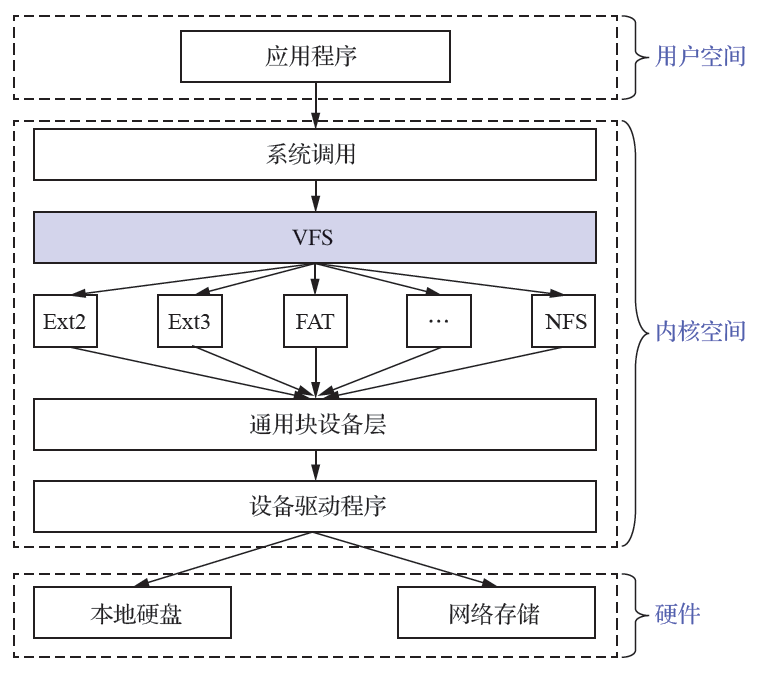 应用程序
用户空间
系统调用
VFS
Ext2
Ext3
FAT
…
NFS
内核空间
通用块设备层
设备驱动程序
本地硬盘
网络存储
硬件